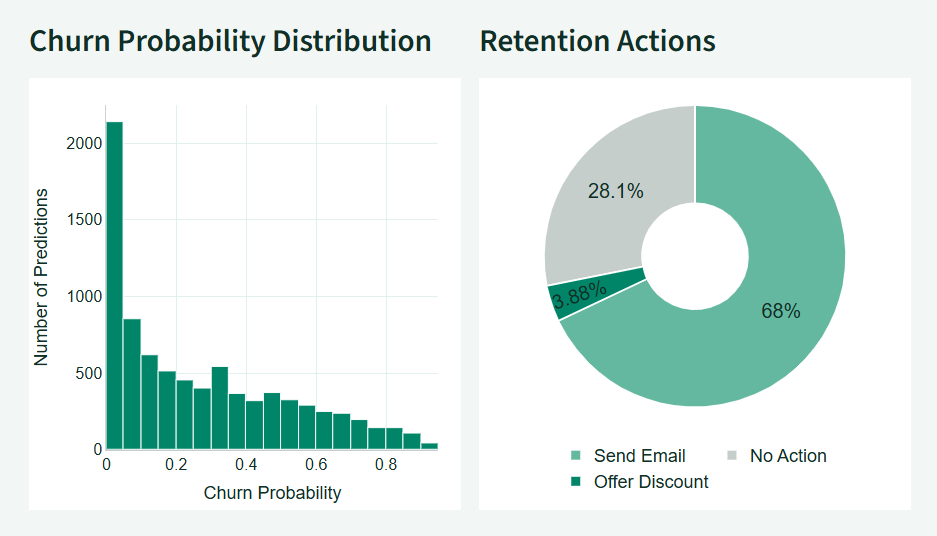 Churn Probability Distribution
Number of Predictions
2000
1500
1000
500
0
0 0.2 0.4 0.6 0.8
Churn Probability
Retention Actions
28.1%
3.88%
68%
Send Email No Action
Offer Discount